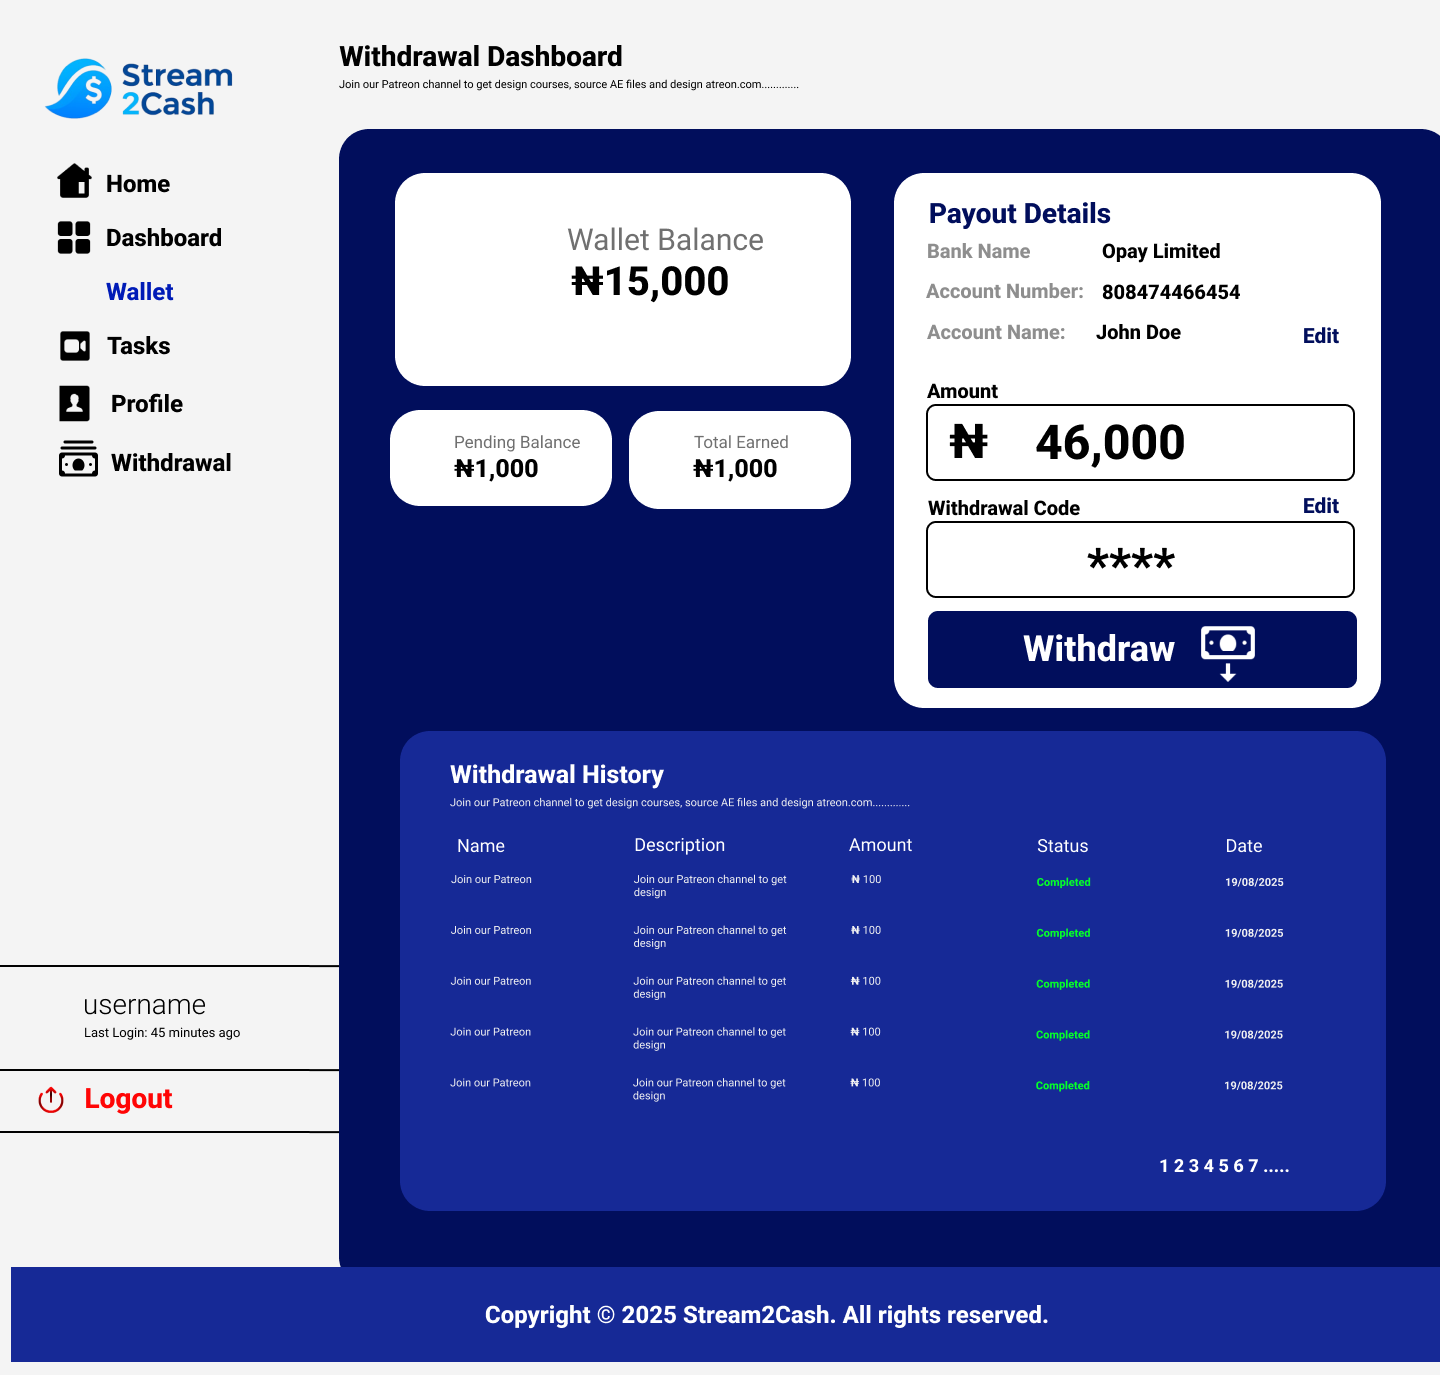 Stream
2Cash
Home
Dashboard
Wallet
Tasks
Profile
Withdrawal
username
Last Login: 45 minutes ago
Logout
Withdrawal Dashboard
Join our Patreon channel to get design courses, source AE files and design atreon.com.............
Wallet Balance
₦15,000
Pending Balance
₦1,000
Total Earned
₦1,000
Payout Details
Bank Name Opay Limited
Account Number: 808474466454
Account Name: John Doe
Edit
Amount
₦ 46,000
Withdrawal Code Edit
****
Withdraw
Withdrawal History
Join our Patreon channel to get design courses, source AE files and design atreon.com.............
Name Description Amount Status Date
Join our Patreon Join our Patreon channel to get ₦ 100 Completed 19/08/2025
design
Join our Patreon Join our Patreon channel to get ₦ 100 Completed 19/08/2025
design
Join our Patreon Join our Patreon channel to get ₦ 100 Completed 19/08/2025
design
Join our Patreon Join our Patreon channel to get ₦ 100 Completed 19/08/2025
design
Join our Patreon Join our Patreon channel to get ₦ 100 Completed 19/08/2025
design
1 2 3 4 5 6 7 .....
Copyright © 2025 Stream2Cash. All rights reserved.